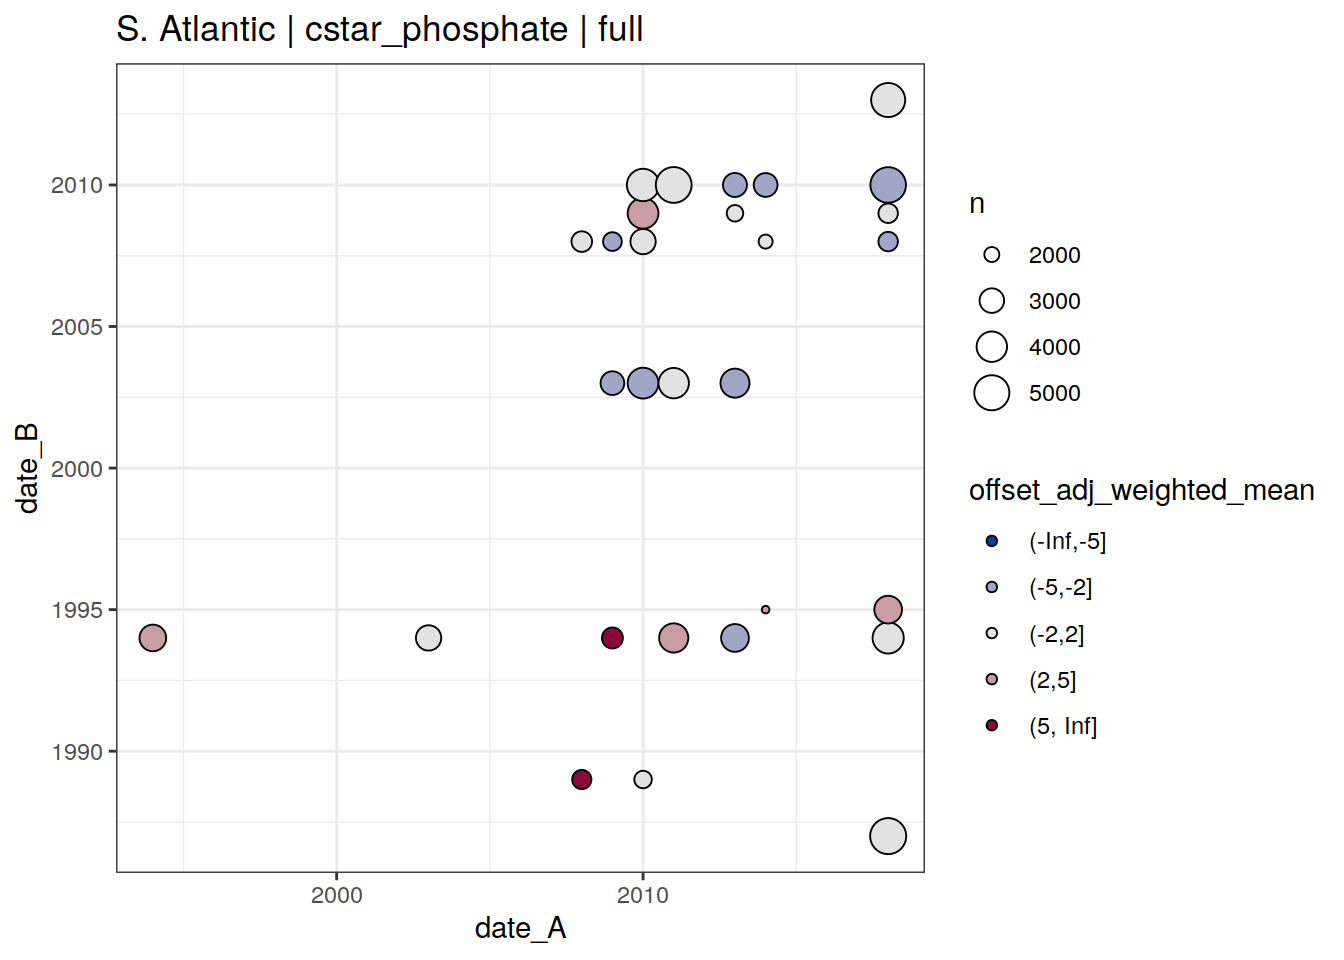 S. Atlantic | cstar_phosphate | full
2010
2005
2000
1995
1990
date_B
2000
2010
date_A
n
2000
3000
4000
5000
offset_adj_weighted_mean
(-Inf,-5]
(-5,-2]
(-2,2]
(2,5]
(5, Inf]